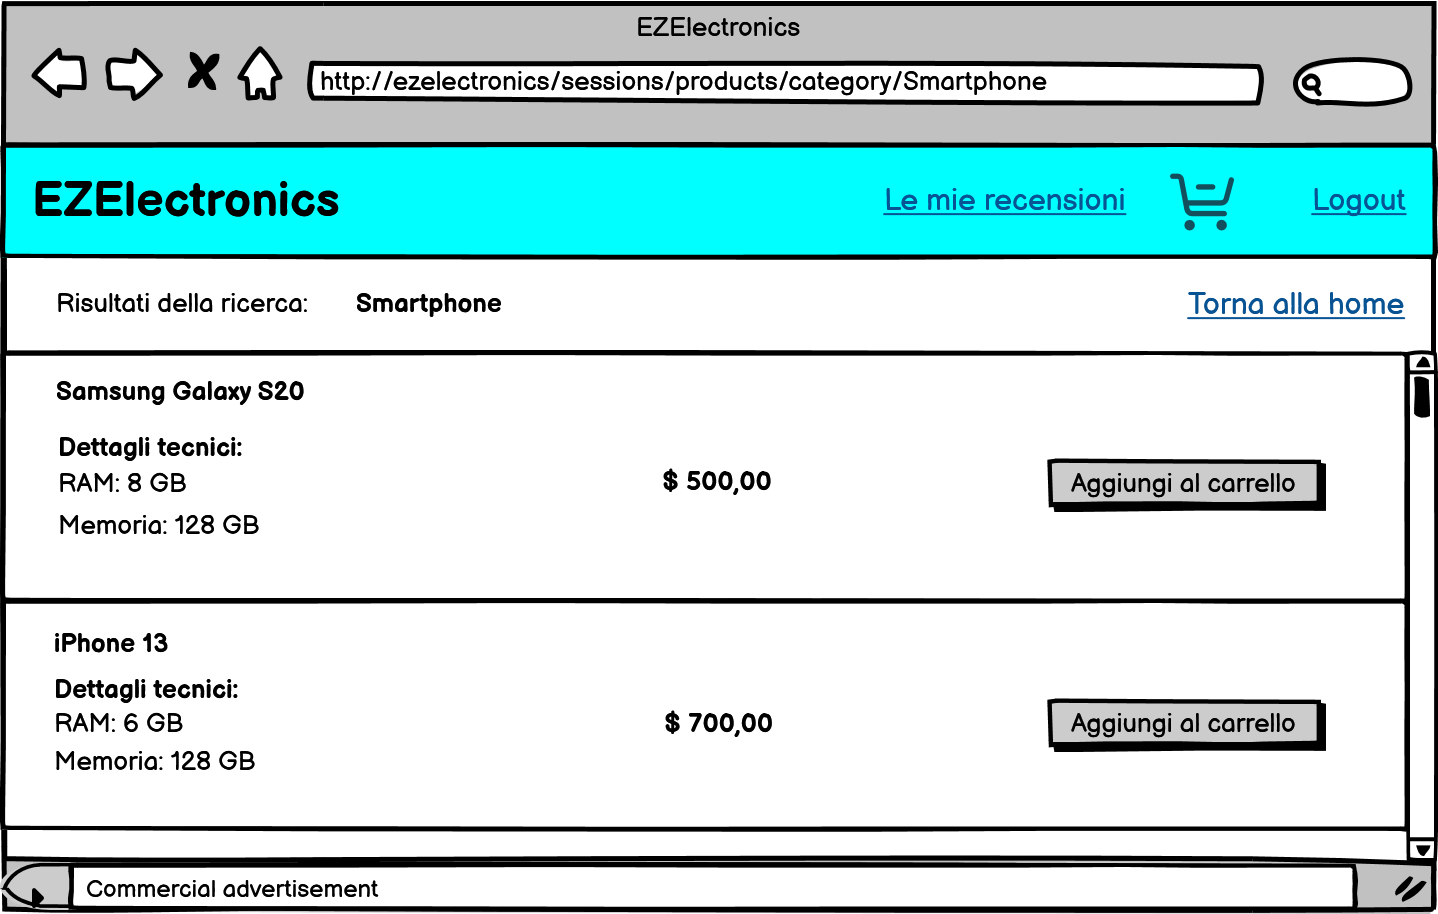 EZElectronics
http://ezelectronics/sessions/products/category/Smartphone
EZElectronics
Le mie recensioni
Logout
Risultati della ricerca: Smartphone
Torna alla home
Samsung Galaxy S20
Dettagli tecnici:
RAM: 8 GB
Memoria: 128 GB
$ 500,00
Aggiungi al carrello
iPhone 13
Dettagli tecnici:
RAM: 6 GB
Memoria: 128 GB
$ 700,00
Aggiungi al carrello
Commercial advertisement